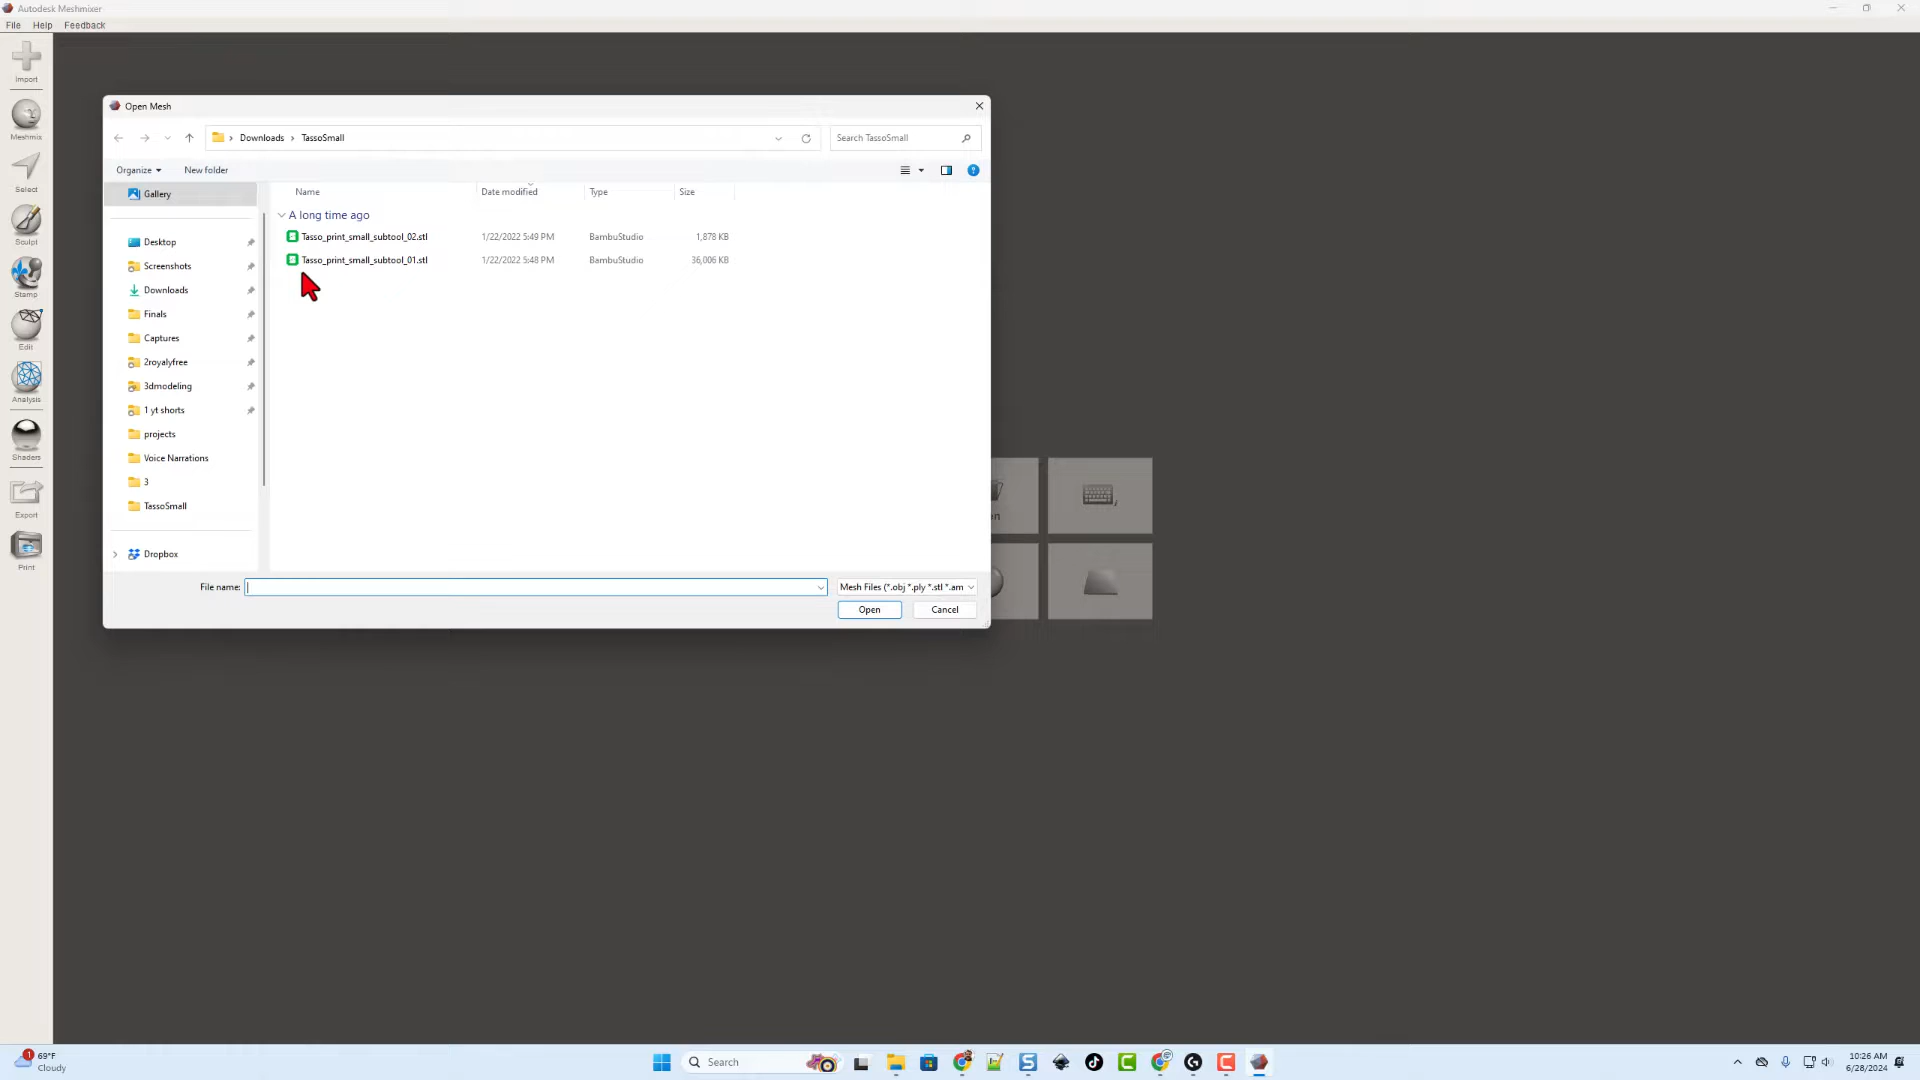 Autodesk Meshmixer
File Help Feedback
Import
Meshmix
Select
Sculpt
Stamp
Edit
Analysis
Shaders
Export
Print
Open Mesh
Downloads TassoSmall
Search TassoSmall
Organize New folder
Gallery
Desktop
Screenshots
Downloads
Finals
Captures
2royalyfree
3dmodeling
1 yt shorts
projects
Voice Narrations
3
TassoSmall
Dropbox
Name Date modified Type Size
A long time ago
Tasso_print_small_subtool_02.stl 1/22/2022 5:49 PM BambuStudio 1,878 KB
Tasso_print_small_subtool_01.stl 1/22/2022 5:48 PM BambuStudio 36,006 KB
File name: Mesh Files (*.obj *.ply *.stl *.am
Open Cancel
1
69°F
Cloudy
Search
10:26 AM
6/28/2024